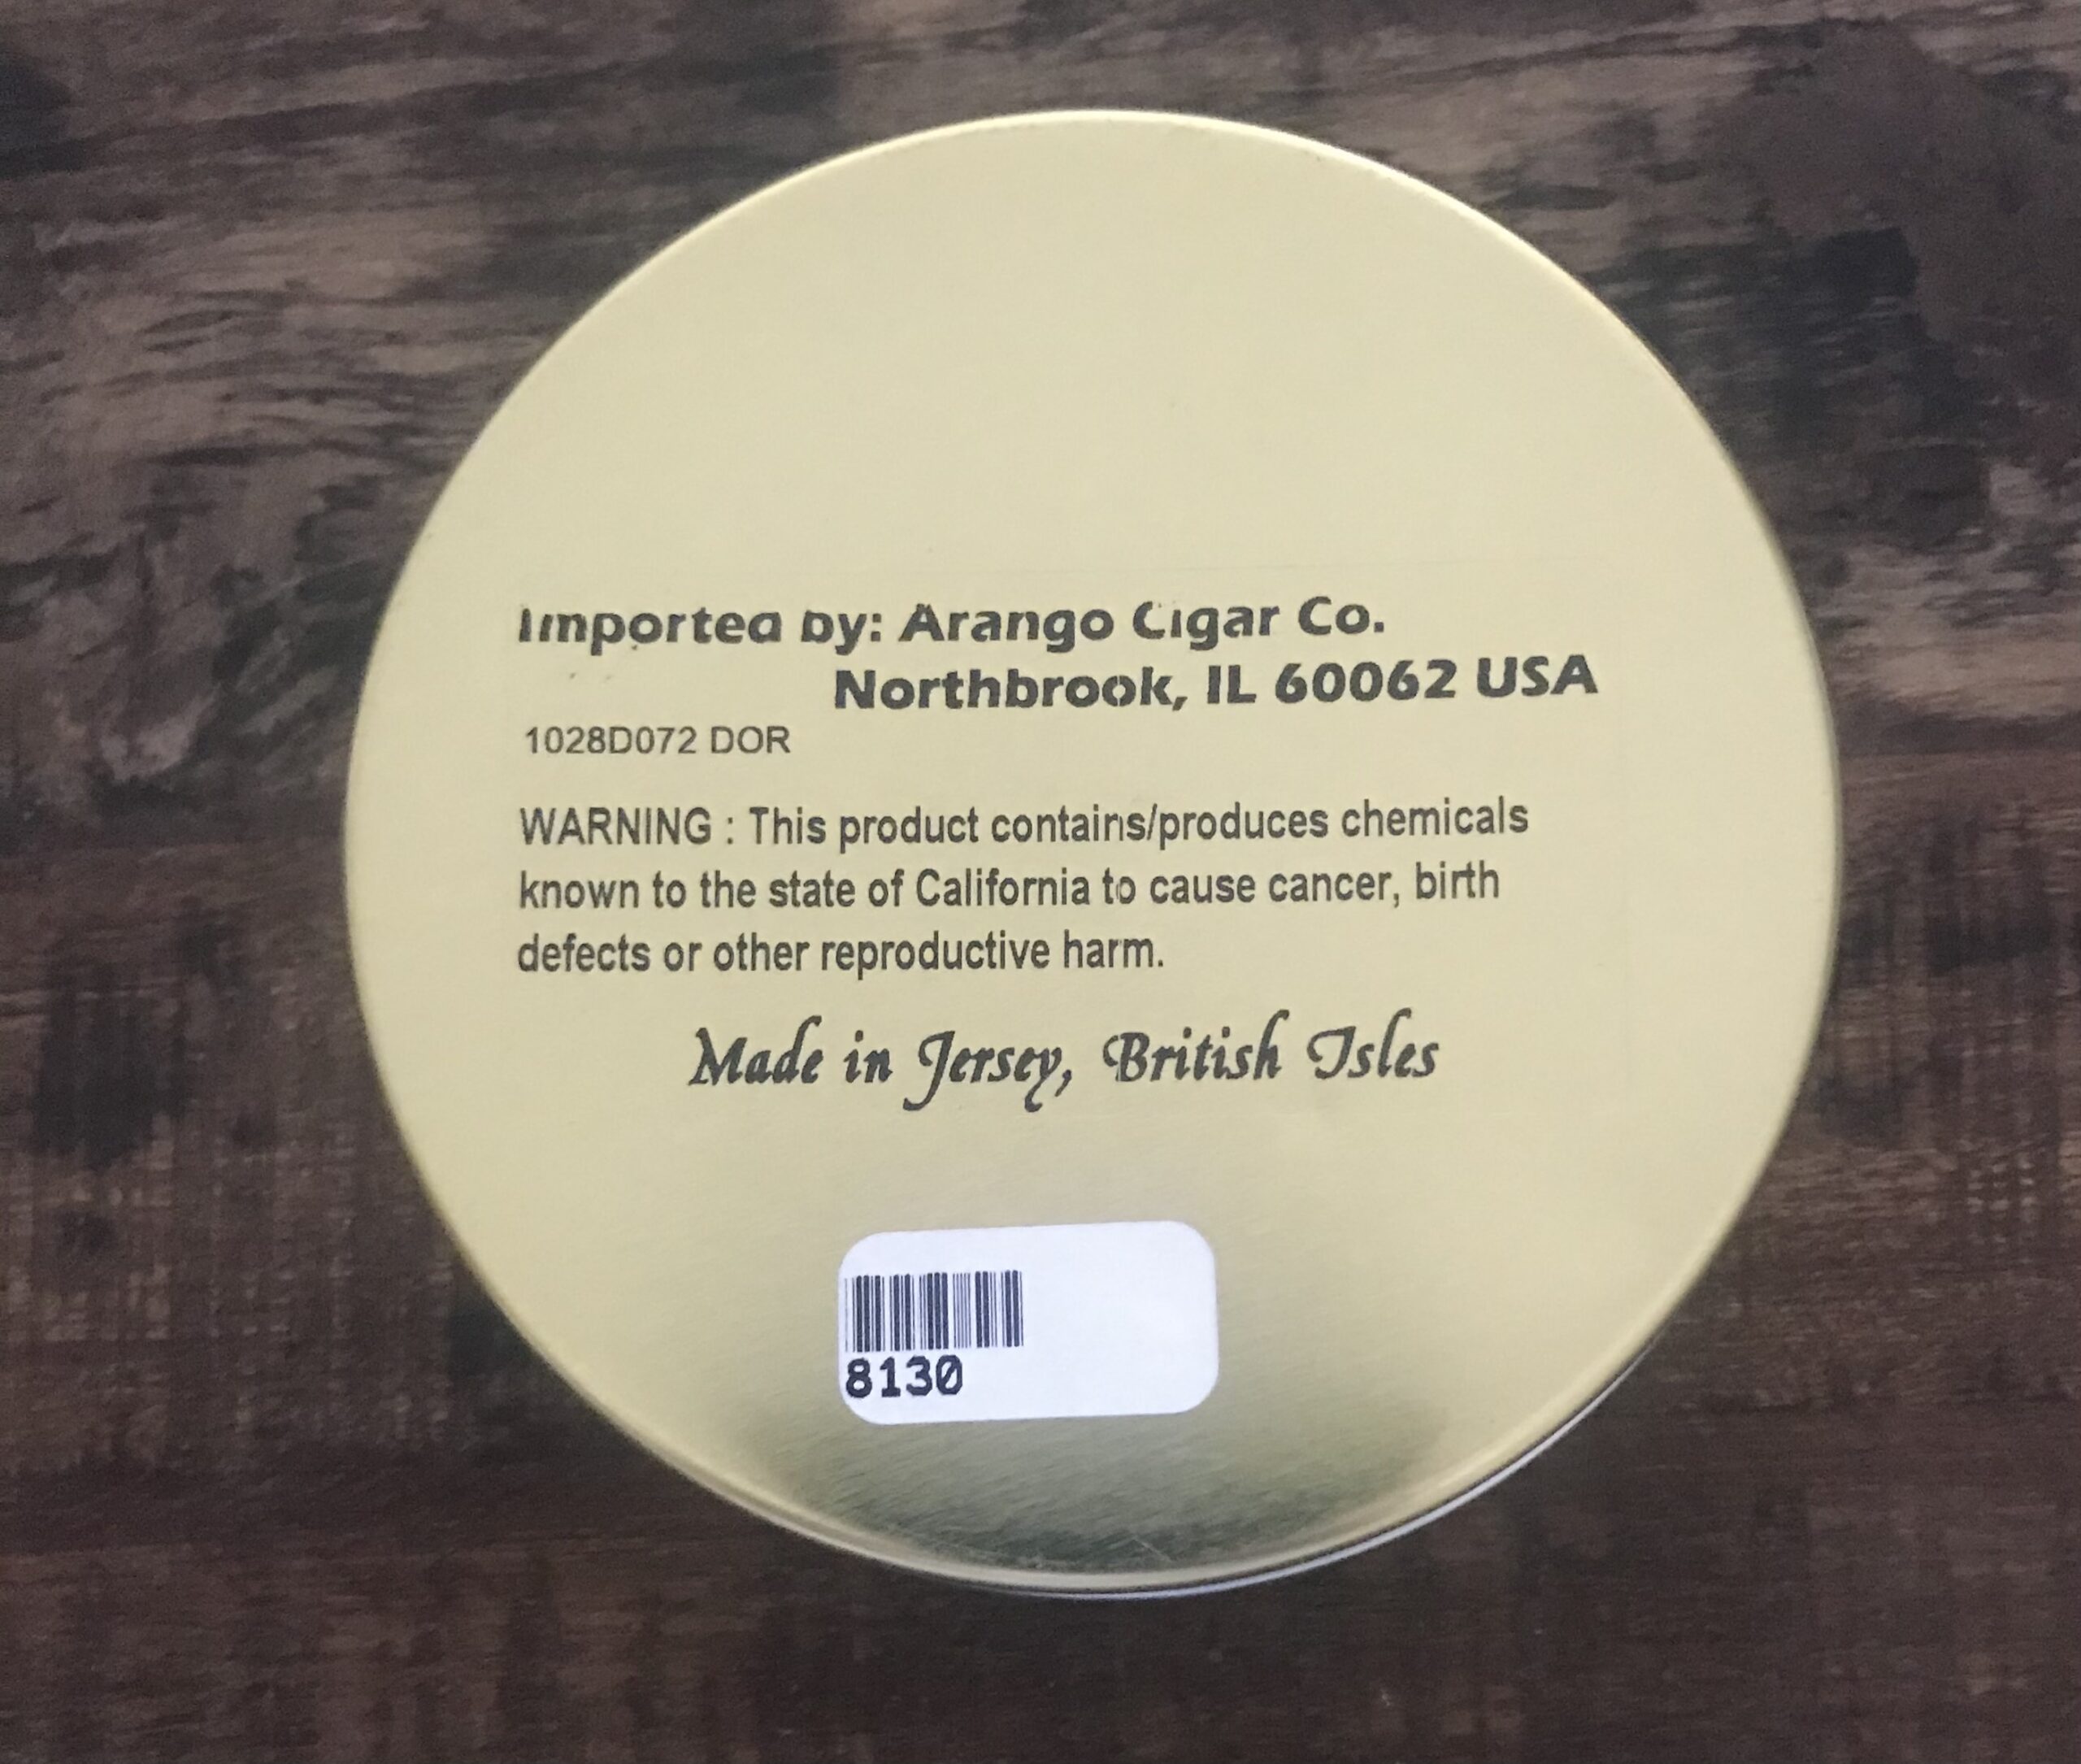 Imported by: Arango Cigar Co.
Northbrook, IL 60062 USA
1028D072 DOR
WARNING : This product contains/produces chemicals
known to the state of California to cause cancer, birth
defects or other reproductive harm.
Made in Jersey, British Isles
8130